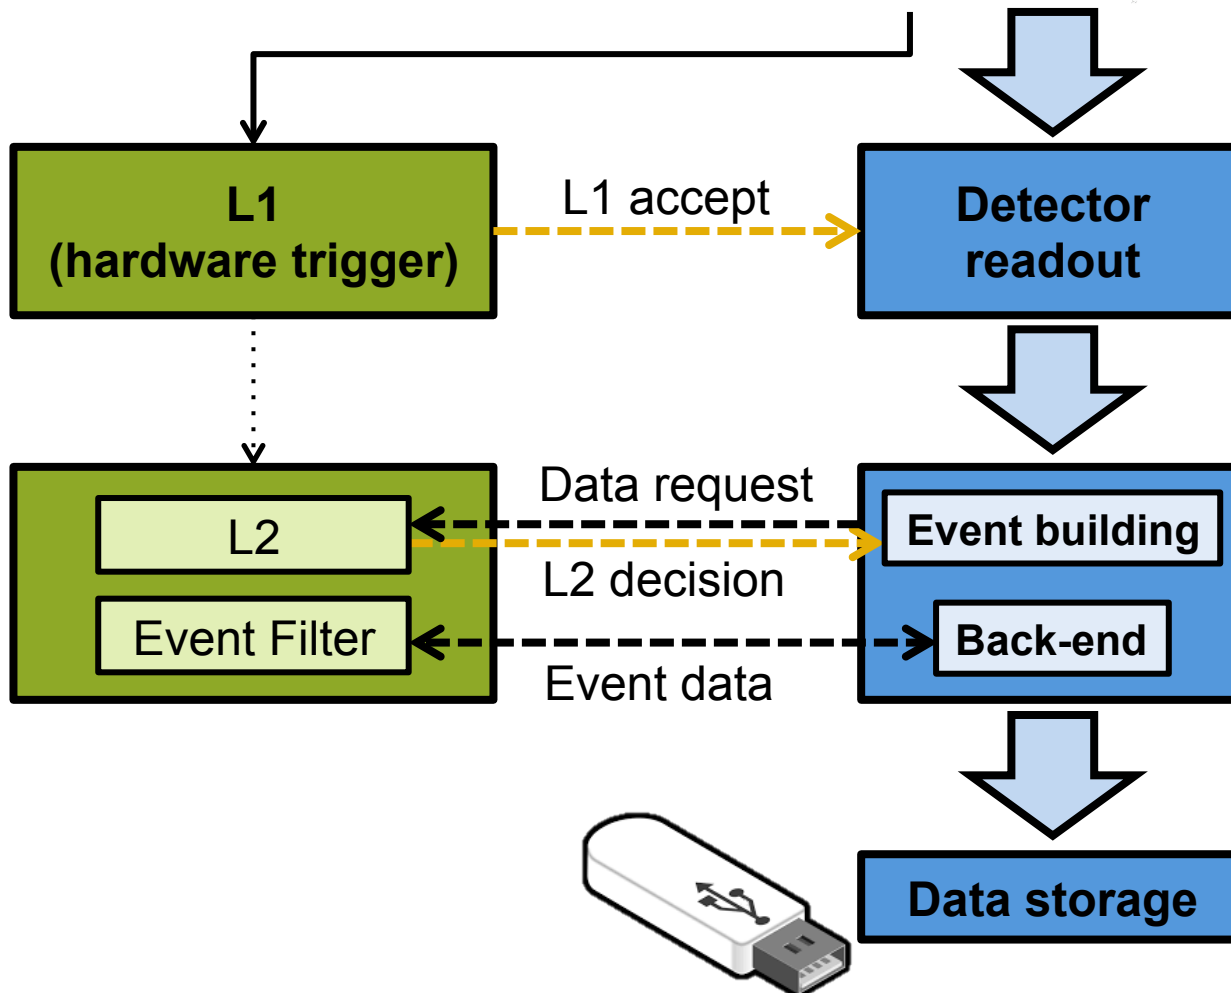 L1
(hardware trigger)
L1 accept
Detector
readout
Data request
L2
Event building
L2 decision
Event Filter
Back-end
Event data
Data storage